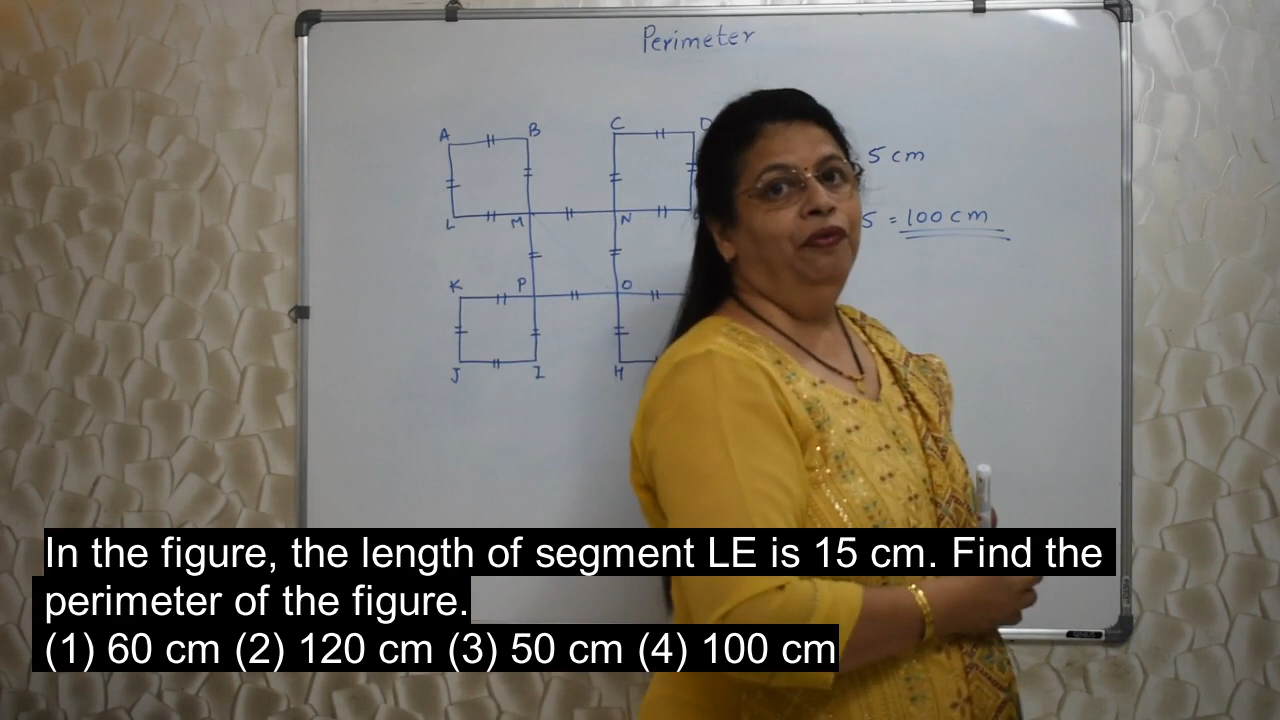 Perimeter
A B C D
5 cm
L M N
5 = 100 cm
K P O
J I H
In the figure, the length of segment LE is 15 cm. Find the
perimeter of the figure.
(1) 60 cm (2) 120 cm (3) 50 cm (4) 100 cm